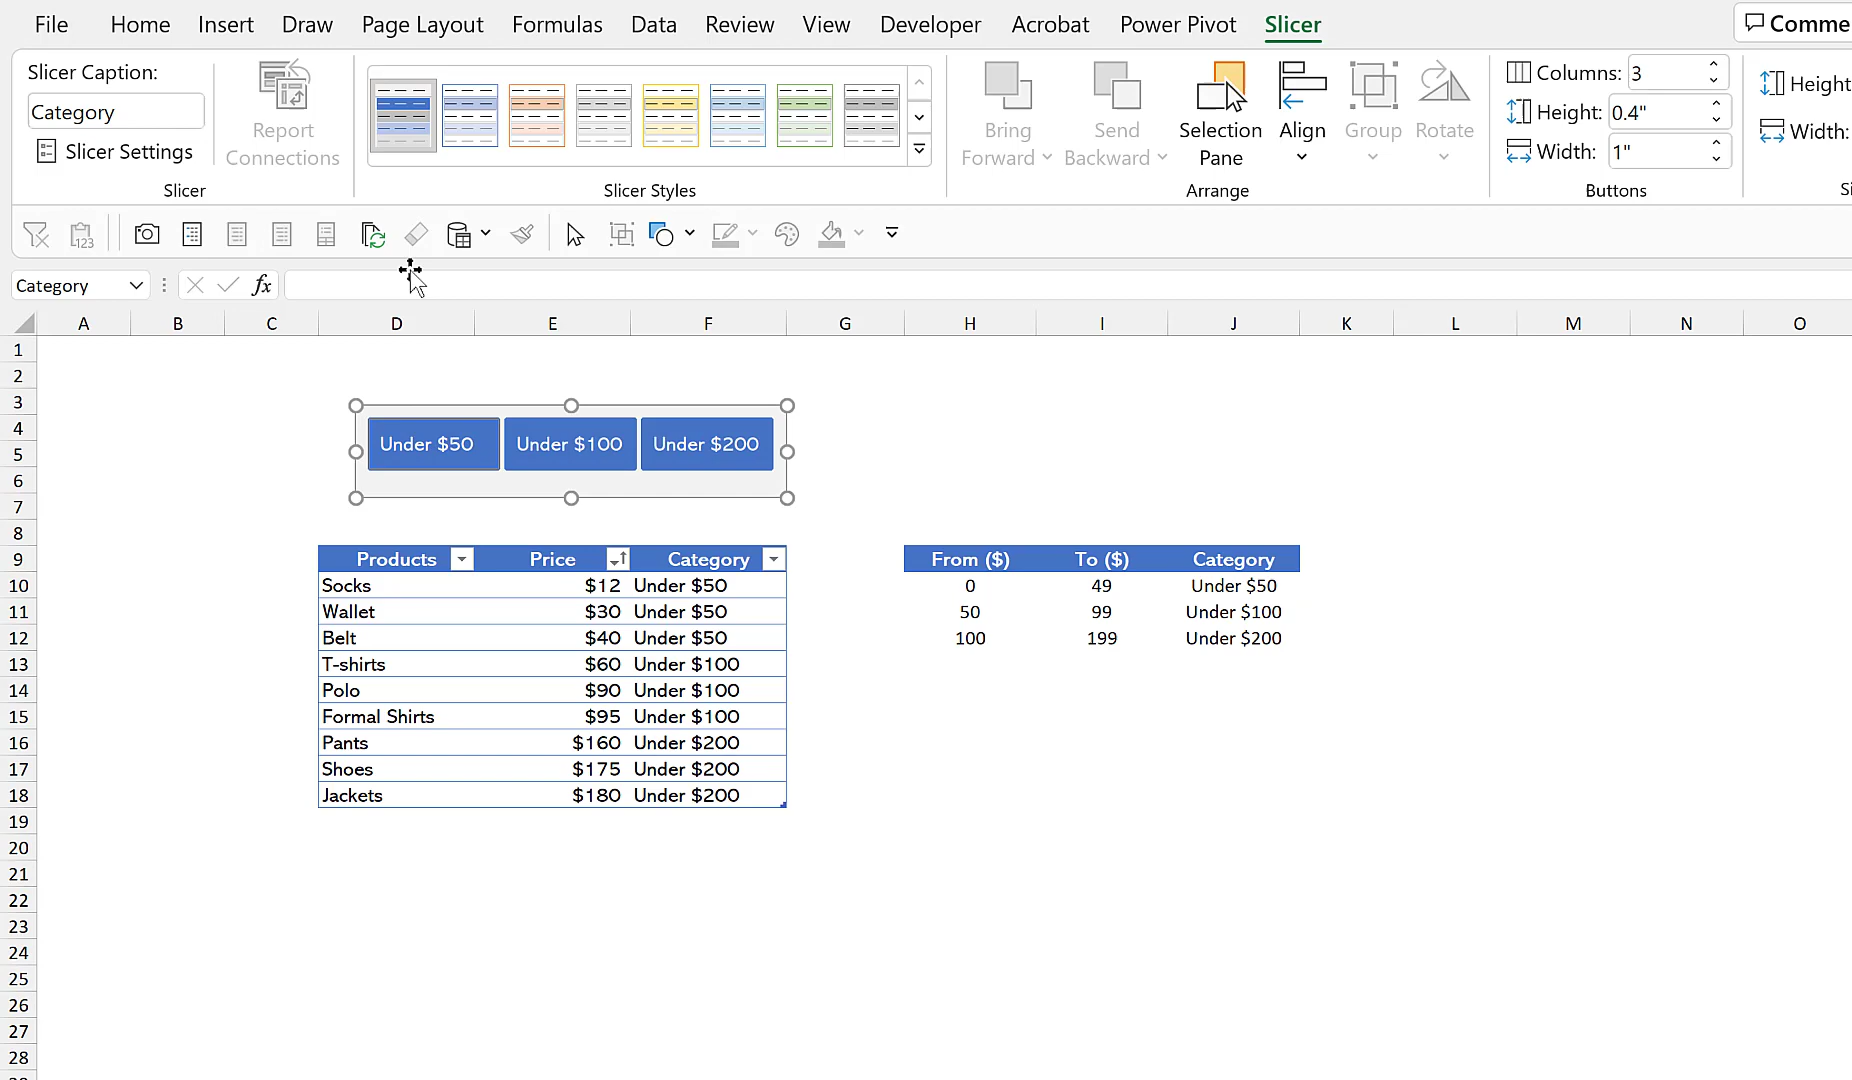 File Home Insert Draw Page Layout Formulas Data Review View Developer Acrobat Power Pivot Slicer Comme
Slicer Caption:
Category
Slicer Settings
Slicer
Report
Connections
Slicer Styles
Bring
Forward
Send
Backward
Selection
Pane
Align
Group
Rotate
Arrange
Columns: 3
Height: 0.4"
Width: 1"
Buttons
Height
Width:
Si
123
Category
fx
A B C D E F G H I J K L M N O
1
2
3
4
5
6
7
8
9
10
11
12
13
14
15
16
17
18
19
20
21
22
23
24
25
26
27
28
Under $50 Under $100 Under $200
Products Price Category
Socks $12 Under $50
Wallet $30 Under $50
Belt $40 Under $50
T-shirts $60 Under $100
Polo $90 Under $100
Formal Shirts $95 Under $100
Pants $160 Under $200
Shoes $175 Under $200
Jackets $180 Under $200
From ($) To ($) Category
0 49 Under $50
50 99 Under $100
100 199 Under $200